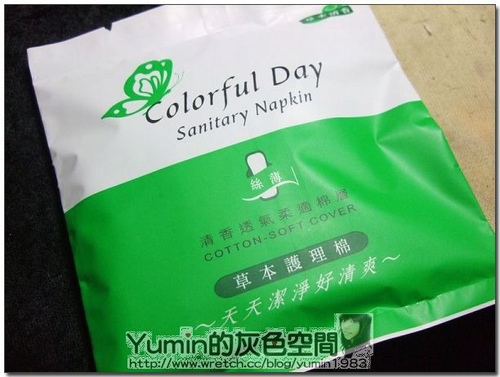 Colorful Day
Sanitary Napkin
絲薄
清香透氣柔適棉層
COTTON-SOFT COVER
草本護理棉
～天天潔淨好清爽～
Yumin的灰色空間
http://www.wretch.cc/blog/yumin1983